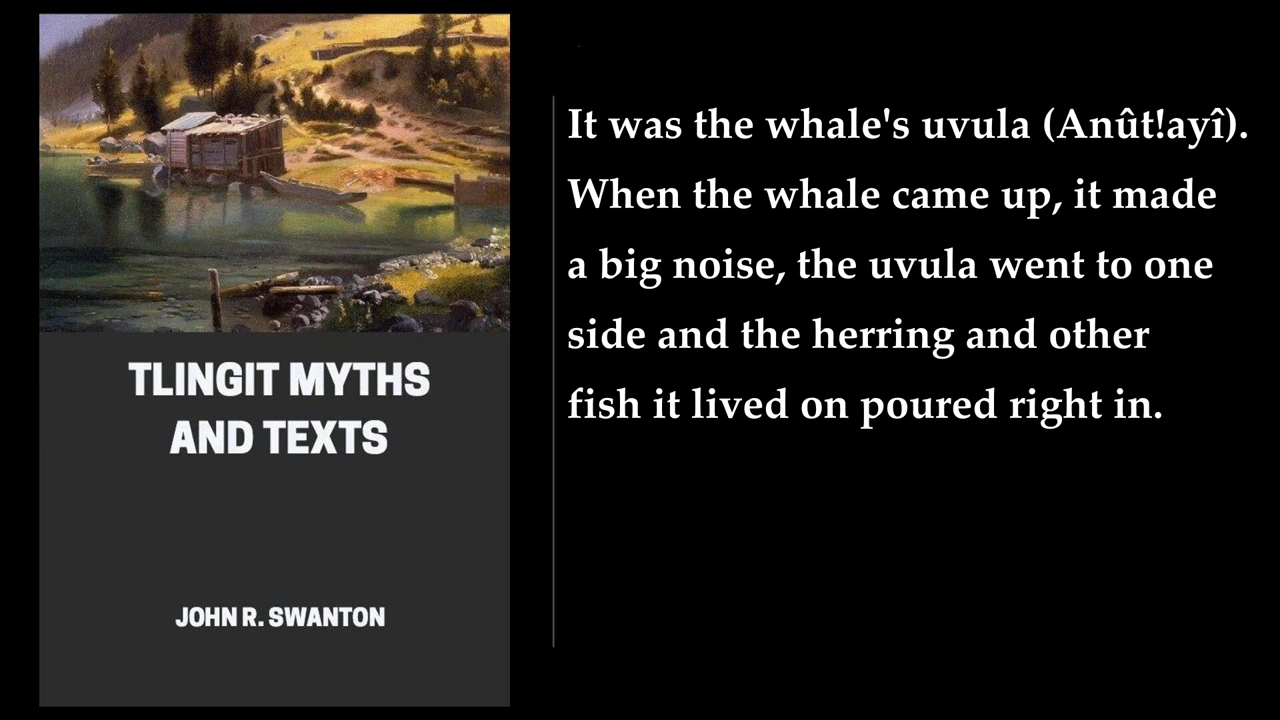 TLINGIT MYTHS
AND TEXTS
JOHN R. SWANTON
It was the whale's uvula (Anût!ayî).
When the whale came up, it made
a big noise, the uvula went to one
side and the herring and other
fish it lived on poured right in.